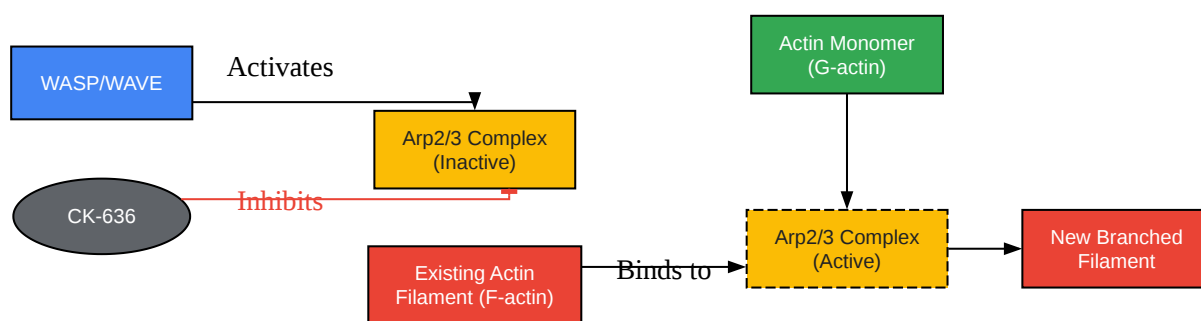 WASP/WAVE
Activates
Arp2/3 Complex
(Inactive)
CK-636
Inhibits
Actin Monomer
(G-actin)
Existing Actin
Filament (F-actin)
Binds to
Arp2/3 Complex
(Active)
New Branched
Filament